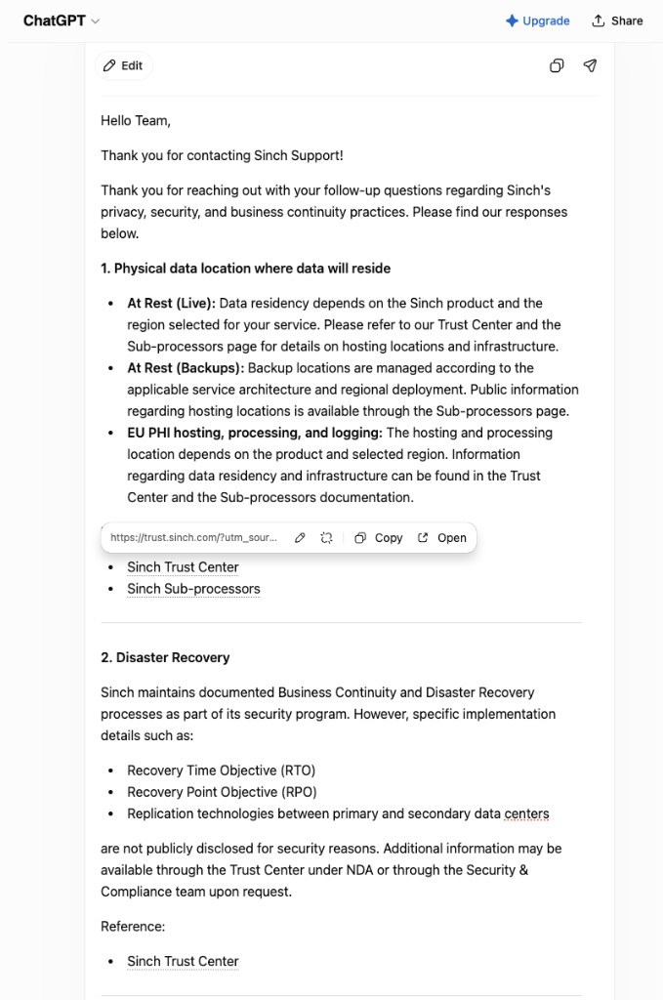 ChatGPT
Upgrade
Share
Edit
Hello Team,
Thank you for contacting Sinch Support!
Thank you for reaching out with your follow-up questions regarding Sinch's
privacy, security, and business continuity practices. Please find our responses
below.
1. Physical data location where data will reside
• At Rest (Live): Data residency depends on the Sinch product and the
region selected for your service. Please refer to our Trust Center and the
Sub-processors page for details on hosting locations and infrastructure.
• At Rest (Backups): Backup locations are managed according to the
applicable service architecture and regional deployment. Public information
regarding hosting locations is available through the Sub-processors page.
• EU PHI hosting, processing, and logging: The hosting and processing
location depends on the product and selected region. Information
regarding data residency and infrastructure can be found in the Trust
Center and the Sub-processors documentation.
https://trust.sinch.com/?utm_sour... Copy Open
• Sinch Trust Center
• Sinch Sub-processors
2. Disaster Recovery
Sinch maintains documented Business Continuity and Disaster Recovery
processes as part of its security program. However, specific implementation
details such as:
• Recovery Time Objective (RTO)
• Recovery Point Objective (RPO)
• Replication technologies between primary and secondary data centers
are not publicly disclosed for security reasons. Additional information may be
available through the Trust Center under NDA or through the Security &
Compliance team upon request.
Reference:
• Sinch Trust Center